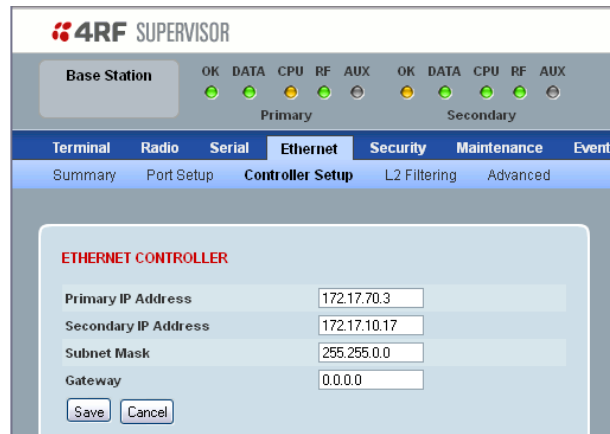 4RF SUPERVISOR
Base Station
OK DATA CPU RF AUX
Primary
OK DATA CPU RF AUX
Secondary
Terminal Radio Serial Ethernet Security Maintenance Event
Summary Port Setup Controller Setup L2 Filtering Advanced
ETHERNET CONTROLLER
Primary IP Address 172.17.70.3
Secondary IP Address 172.17.10.17
Subnet Mask 255.255.0.0
Gateway 0.0.0.0
Save Cancel